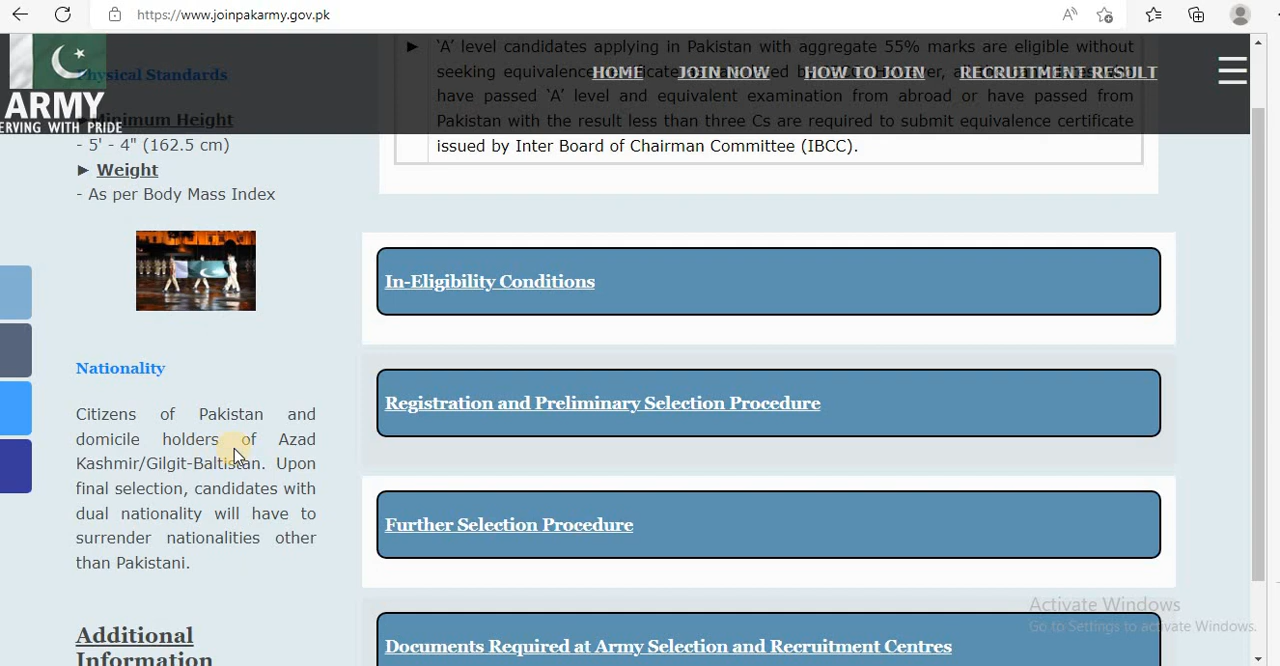 https://www.joinpakarmy.gov.pk
ARMY
ERVING WITH PRIDE
HOME
JOIN NOW
HOW TO JOIN
RECRUITMENT RESULT
Physical Standards
Minimum Height
- 5' - 4" (162.5 cm)
► Weight
- As per Body Mass Index
Nationality
Citizens of Pakistan and
domicile holders of Azad
Kashmir/Gilgit-Baltistan. Upon
final selection, candidates with
dual nationality will have to
surrender nationalities other
than Pakistani.
Additional
Information
► `A’ level candidates applying in Pakistan with aggregate 55% marks are eligible without
seeking equivalence
have passed `A’ level and equivalent examination from abroad or have passed from
Pakistan with the result less than three Cs are required to submit equivalence certificate
issued by Inter Board of Chairman Committee (IBCC).
In-Eligibility Conditions
Registration and Preliminary Selection Procedure
Further Selection Procedure
Documents Required at Army Selection and Recruitment Centres
Activate Windows
Go to Settings to activate Windows.